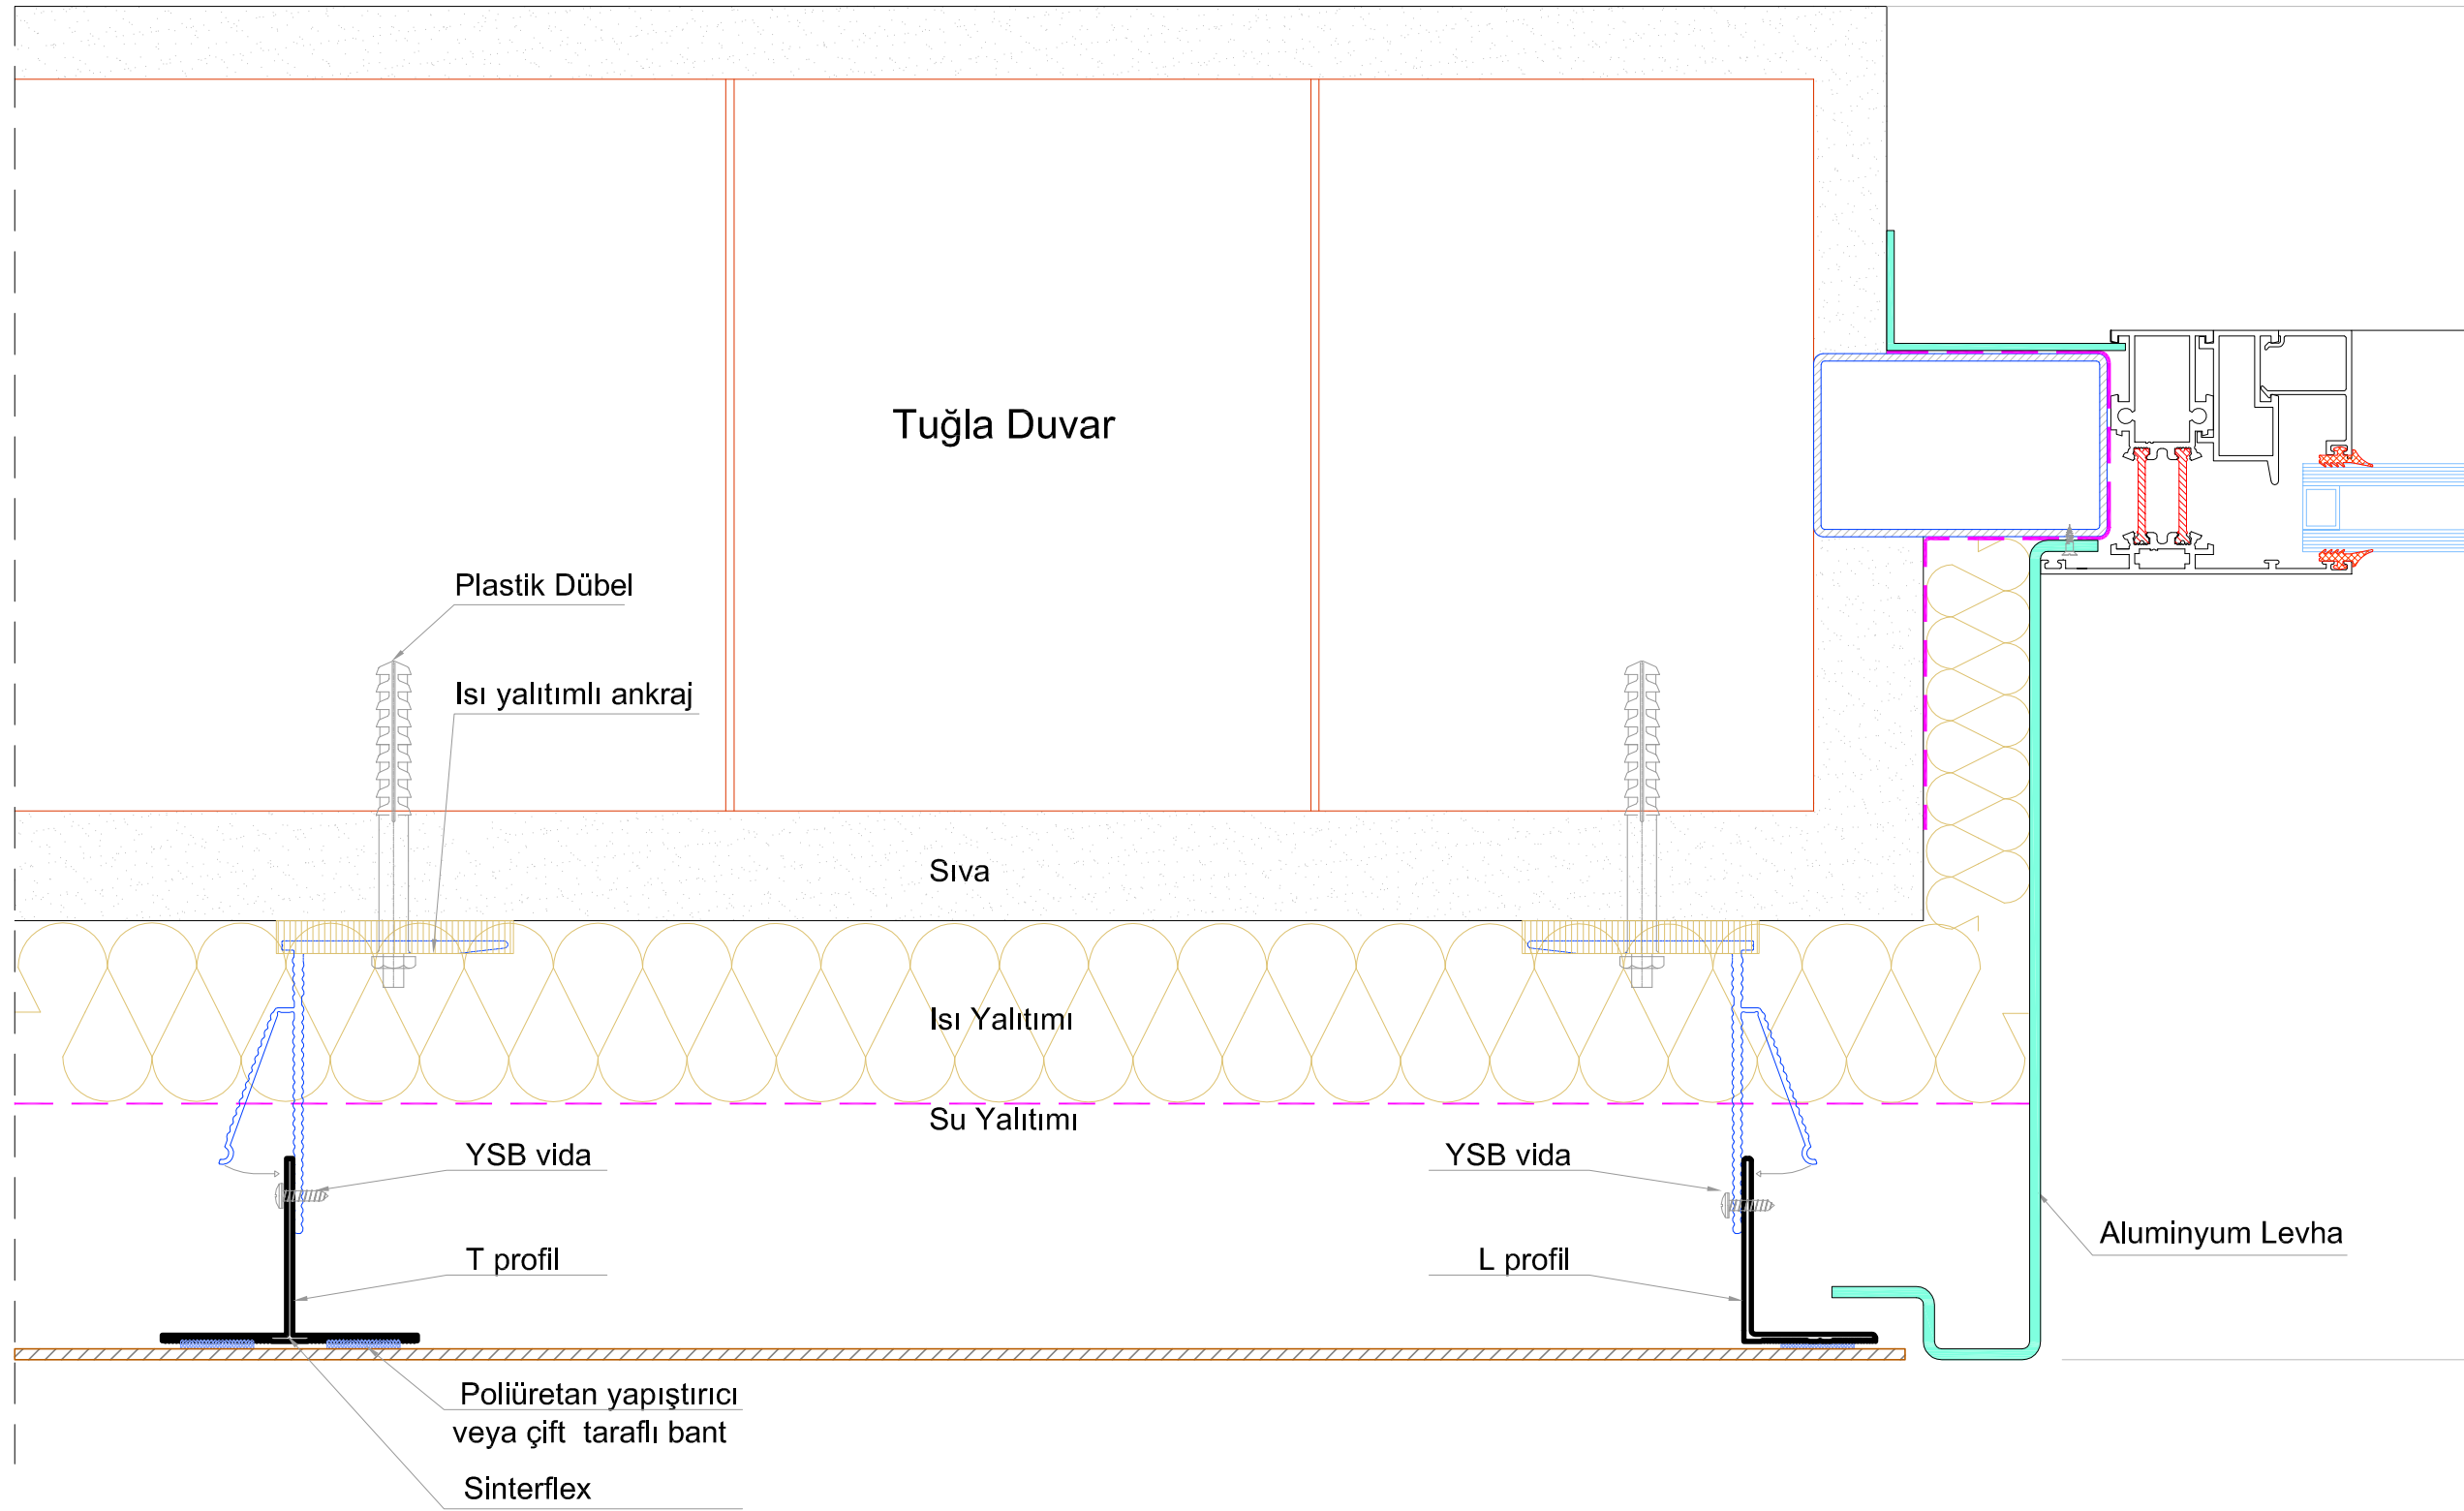 Tuğla Duvar
Plastik Dübel
Isı yalıtımlı ankraj
Sıva
Isı Yalıtımı
Su Yalıtımı
YSB vida
YSB vida
Aluminyum Levha
T profil
L profil
Poliüretan yapıştırıcı
veya çift taraflı bant
Sinterflex